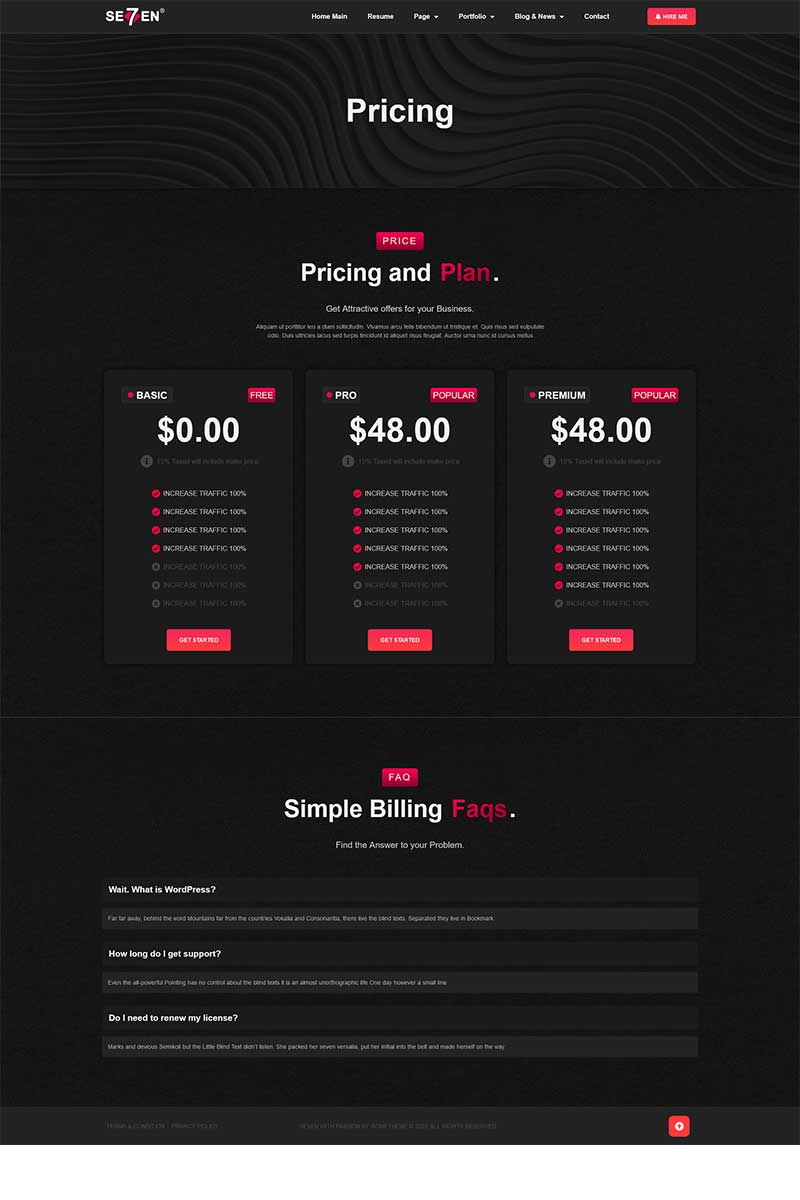 SE7EN®
Home Main Resume Page Portfolio Blog & News Contact HIRE ME
Pricing
PRICE
Pricing and Plan.
Get Attractive offers for your Business.
Aliquam ut porttitor leo a diam sollicitudin. Vivamus arcu felis bibendum ut tristique et. Quis risus sed vulputate
odio. Duis ultricies lacus sed turpis tincidunt id aliquet risus feugiat. Auctor urna nunc id cursus metus
BASIC FREE
$0.00
15% Taxed will include make price
INCREASE TRAFFIC 100%
INCREASE TRAFFIC 100%
INCREASE TRAFFIC 100%
INCREASE TRAFFIC 100%
INCREASE TRAFFIC 100%
INCREASE TRAFFIC 100%
INCREASE TRAFFIC 100%
GET STARTED
PRO POPULAR
$48.00
15% Taxed will include make price
INCREASE TRAFFIC 100%
INCREASE TRAFFIC 100%
INCREASE TRAFFIC 100%
INCREASE TRAFFIC 100%
INCREASE TRAFFIC 100%
INCREASE TRAFFIC 100%
INCREASE TRAFFIC 100%
GET STARTED
PREMIUM POPULAR
$48.00
15% Taxed will include make price
INCREASE TRAFFIC 100%
INCREASE TRAFFIC 100%
INCREASE TRAFFIC 100%
INCREASE TRAFFIC 100%
INCREASE TRAFFIC 100%
INCREASE TRAFFIC 100%
INCREASE TRAFFIC 100%
GET STARTED
FAQ
Simple Billing Faqs.
Find the Answer to your Problem.
Wait. What is WordPress?
Far far away, behind the word Mountains far from the countries Vokalia and Consonantia, there live the blind texts. Separated they live in Bookmark
How long do I get support?
Even the all-powerful Pointing has no control about the blind texts it is an almost unorthographic life One day however a small line
Do I need to renew my license?
Marks and devious Semikoli but the Little Blind Text didn't listen. She packed her seven versalia, put her initial into the belt and made herself on the way
TERMS & CONDITION | PRIVACY POLICY
2022 ALL RIGHTS RESERVED